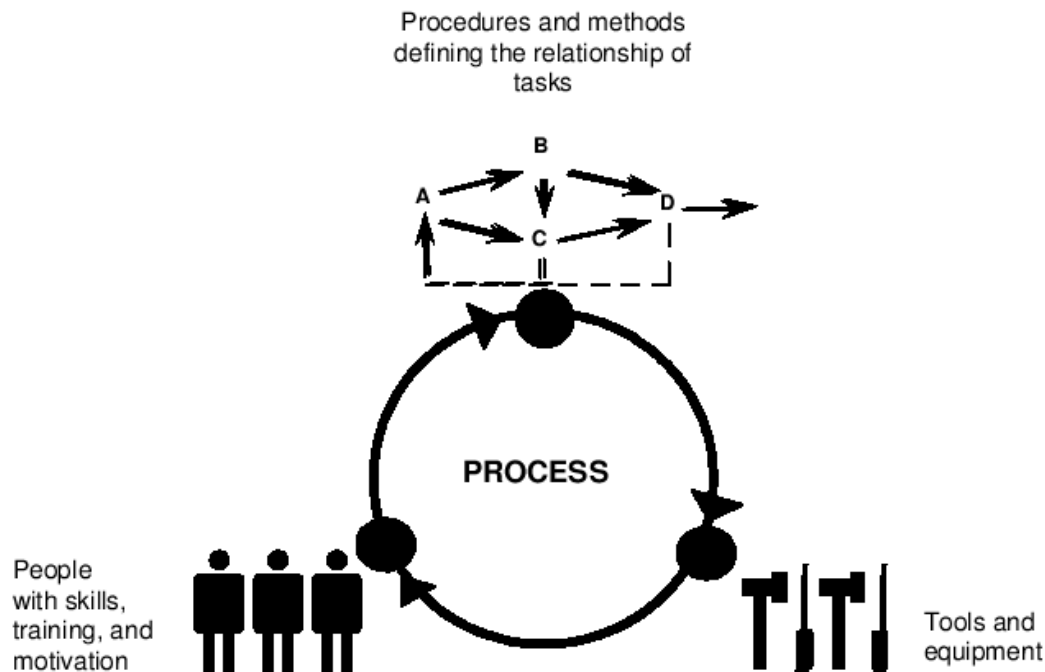 Procedures and methods
defining the relationship of
tasks
B
A
D
C
PROCESS
People
with skills,
training, and
motivation
Tools and
equipment